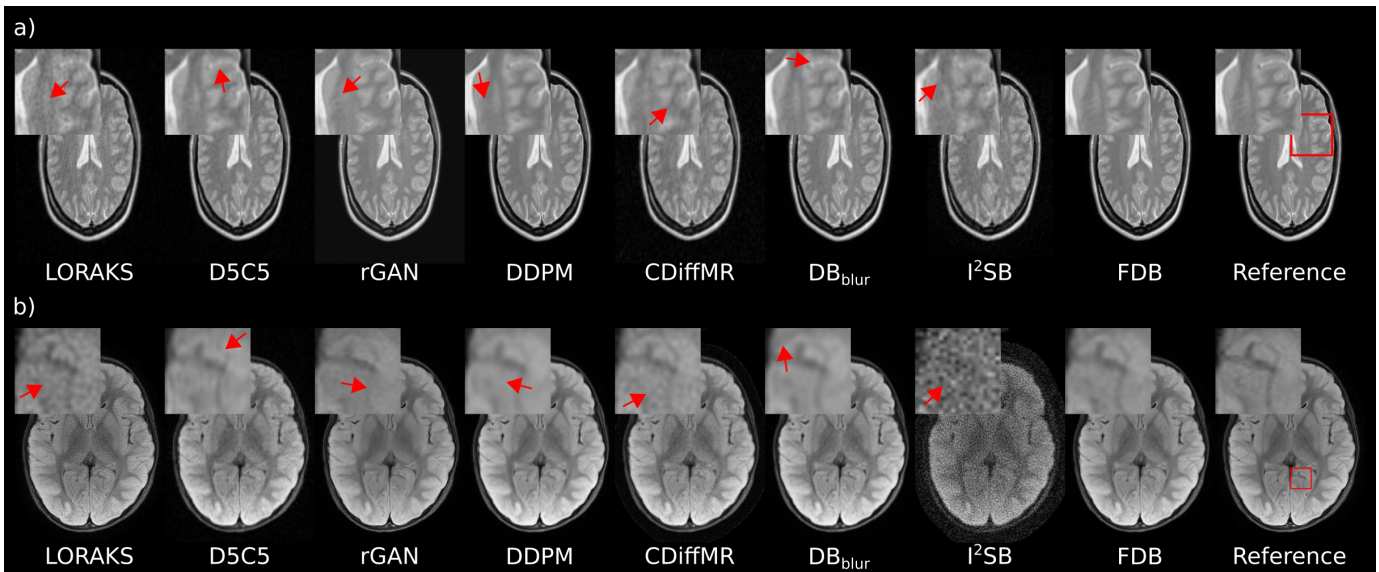 a)
LORAKS D5C5 rGAN DDPM CDiffMR DB_blur I²SB FDB Reference
b)
LORAKS D5C5 rGAN DDPM CDiffMR DB_blur I²SB FDB Reference